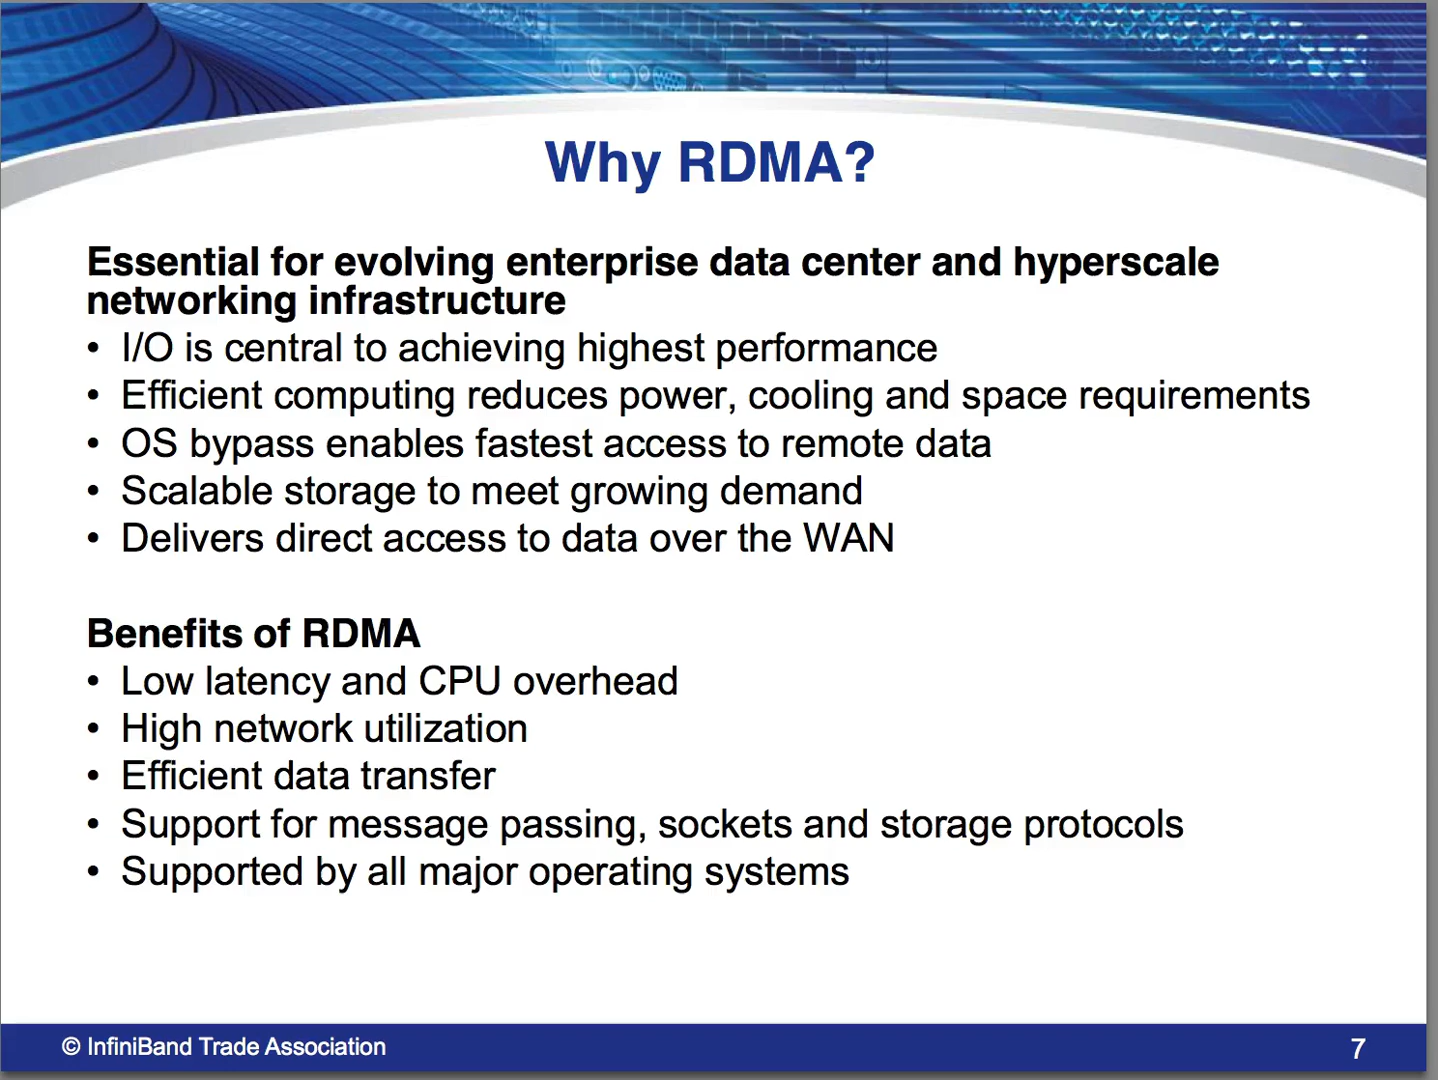 Why RDMA?
Essential for evolving enterprise data center and hyperscale
networking infrastructure
• I/O is central to achieving highest performance
• Efficient computing reduces power, cooling and space requirements
• OS bypass enables fastest access to remote data
• Scalable storage to meet growing demand
• Delivers direct access to data over the WAN
Benefits of RDMA
• Low latency and CPU overhead
• High network utilization
• Efficient data transfer
• Support for message passing, sockets and storage protocols
• Supported by all major operating systems
© InfiniBand Trade Association
7